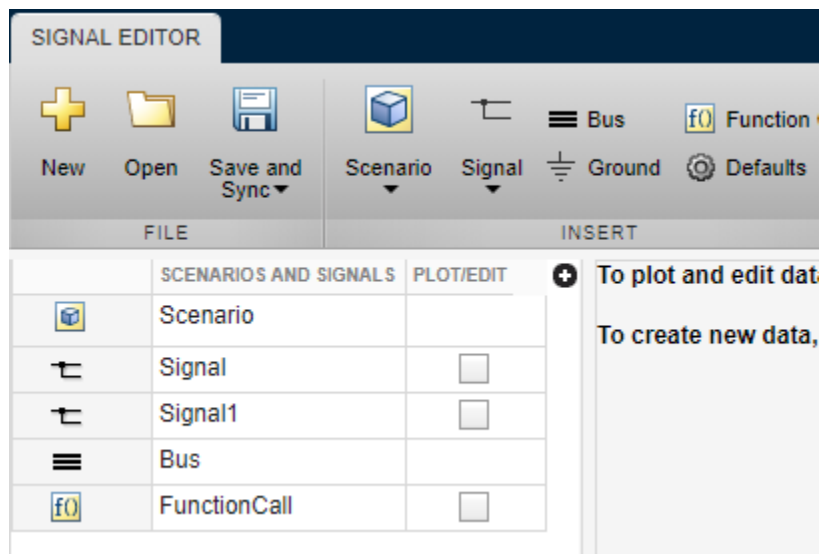 SIGNAL EDITOR
New
Open
Save and
Sync
Scenario
Signal
Bus
Ground
f()
Function
Defaults
FILE
INSERT
SCENARIOS AND SIGNALS
PLOT/EDIT
Scenario
Signal
Signal1
Bus
f()
FunctionCall
To plot and edit data
To create new data,